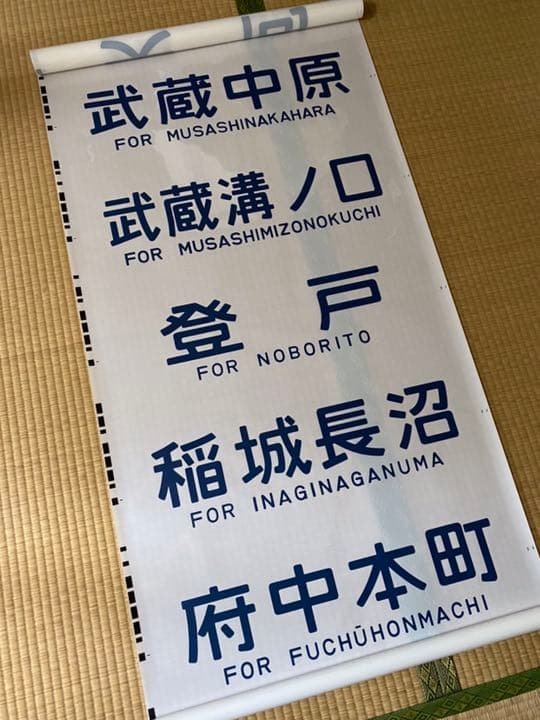 武蔵中原
FOR MUSASHINAKAHARA
武蔵溝ノ口
FOR MUSASHIMIZONOKUCHI
登戸
FOR NOBORITO
稲城長沼
FOR INAGINAGANUMA
府中本町
FOR FUCHŪHONMACHI